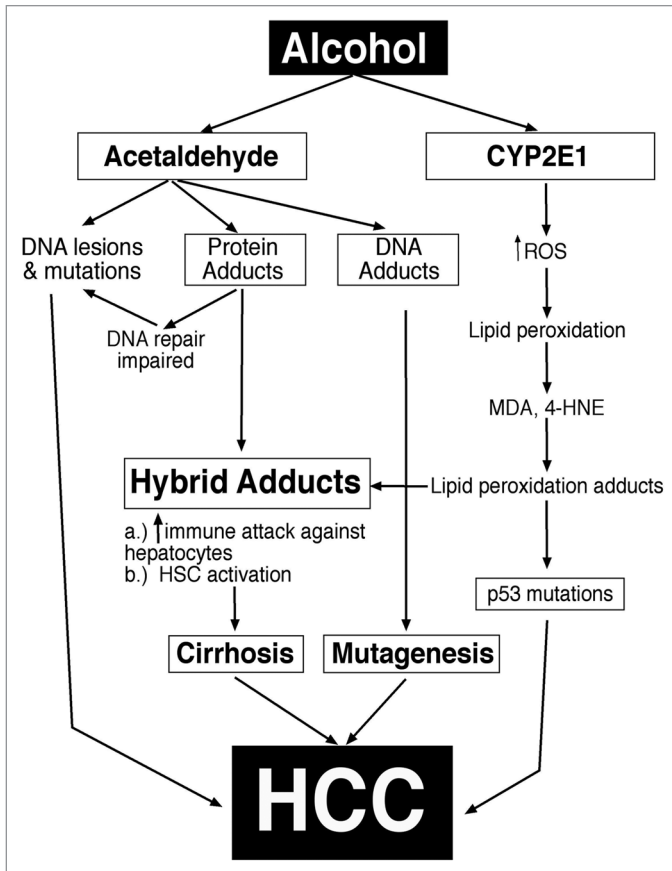 Alcohol
Acetaldehyde
CYP2E1
DNA lesions
& mutations
Protein
Adducts
DNA
Adducts
↑ROS
DNA repair
impaired
Lipid peroxidation
MDA, 4-HNE
Hybrid Adducts
Lipid peroxidation adducts
a.) ↑immune attack against
hepatocytes
b.) HSC activation
p53 mutations
Cirrhosis
Mutagenesis
HCC